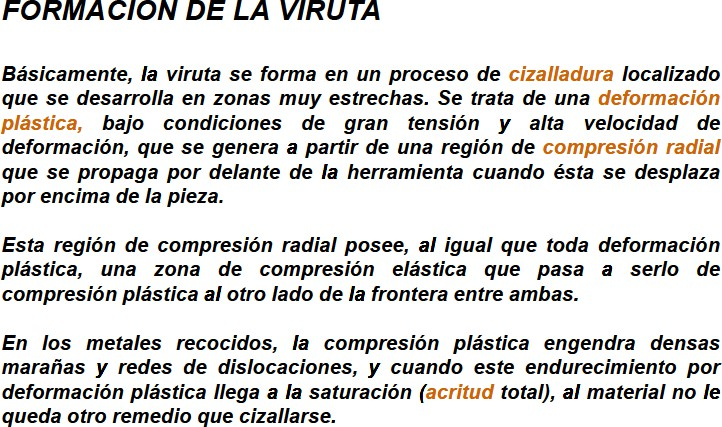 FORMACIÓN DE LA VIRUTA
Básicamente, la viruta se forma en un proceso de cizalladura localizado
que se desarrolla en zonas muy estrechas. Se trata de una deformación
plástica, bajo condiciones de gran tensión y alta velocidad de
deformación, que se genera a partir de una región de compresión radial
que se propaga por delante de la herramienta cuando ésta se desplaza
por encima de la pieza.
Esta región de compresión radial posee, al igual que toda deformación
plástica, una zona de compresión elástica que pasa a serlo de
compresión plástica al otro lado de la frontera entre ambas.
En los metales recocidos, la compresión plástica engendra densas
marañas y redes de dislocaciones, y cuando este endurecimiento por
deformación plástica llega a la saturación (acritud total), al material no le
queda otro remedio que cizallarse.